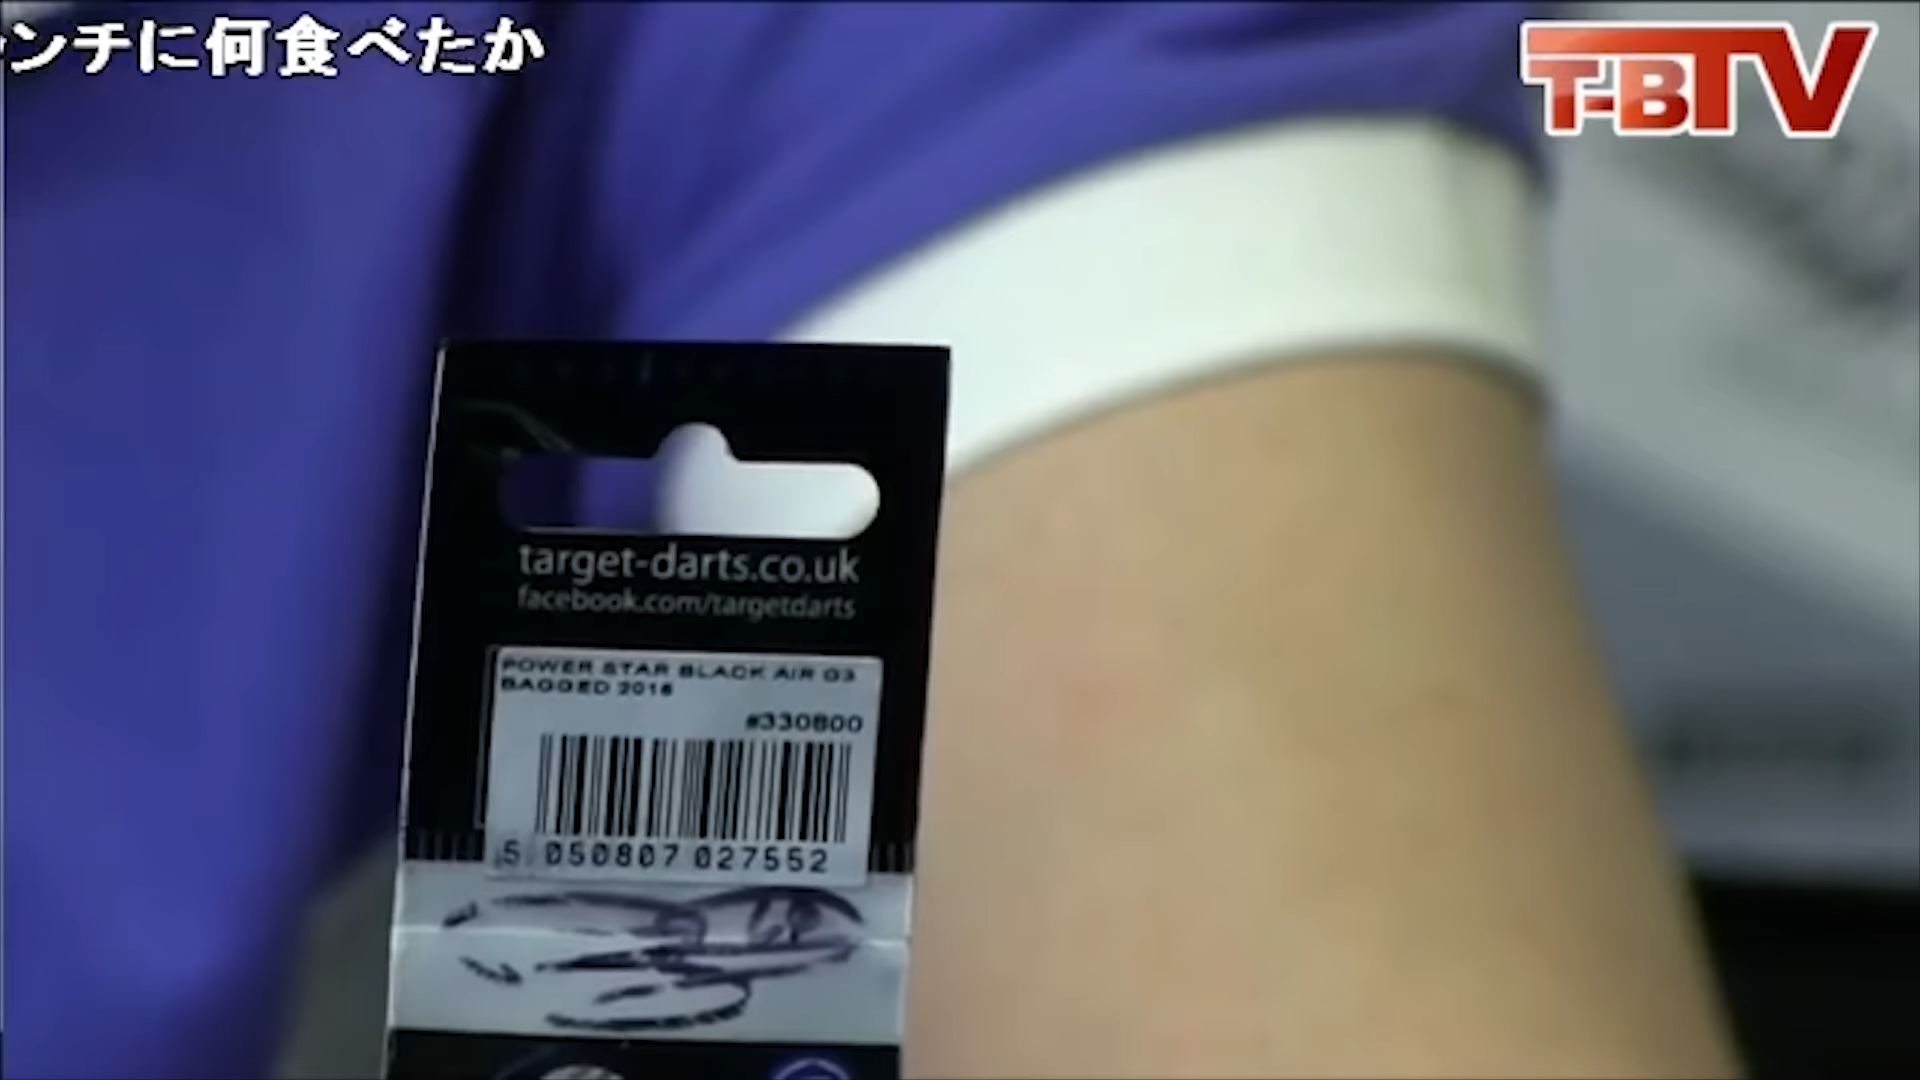 ンチに何食べたか
T-BTV
target-darts.co.uk
facebook.com/targetdarts
POWER STAR BLACK AIR G3
BAGGED 2016
#330800
5 050807 027552